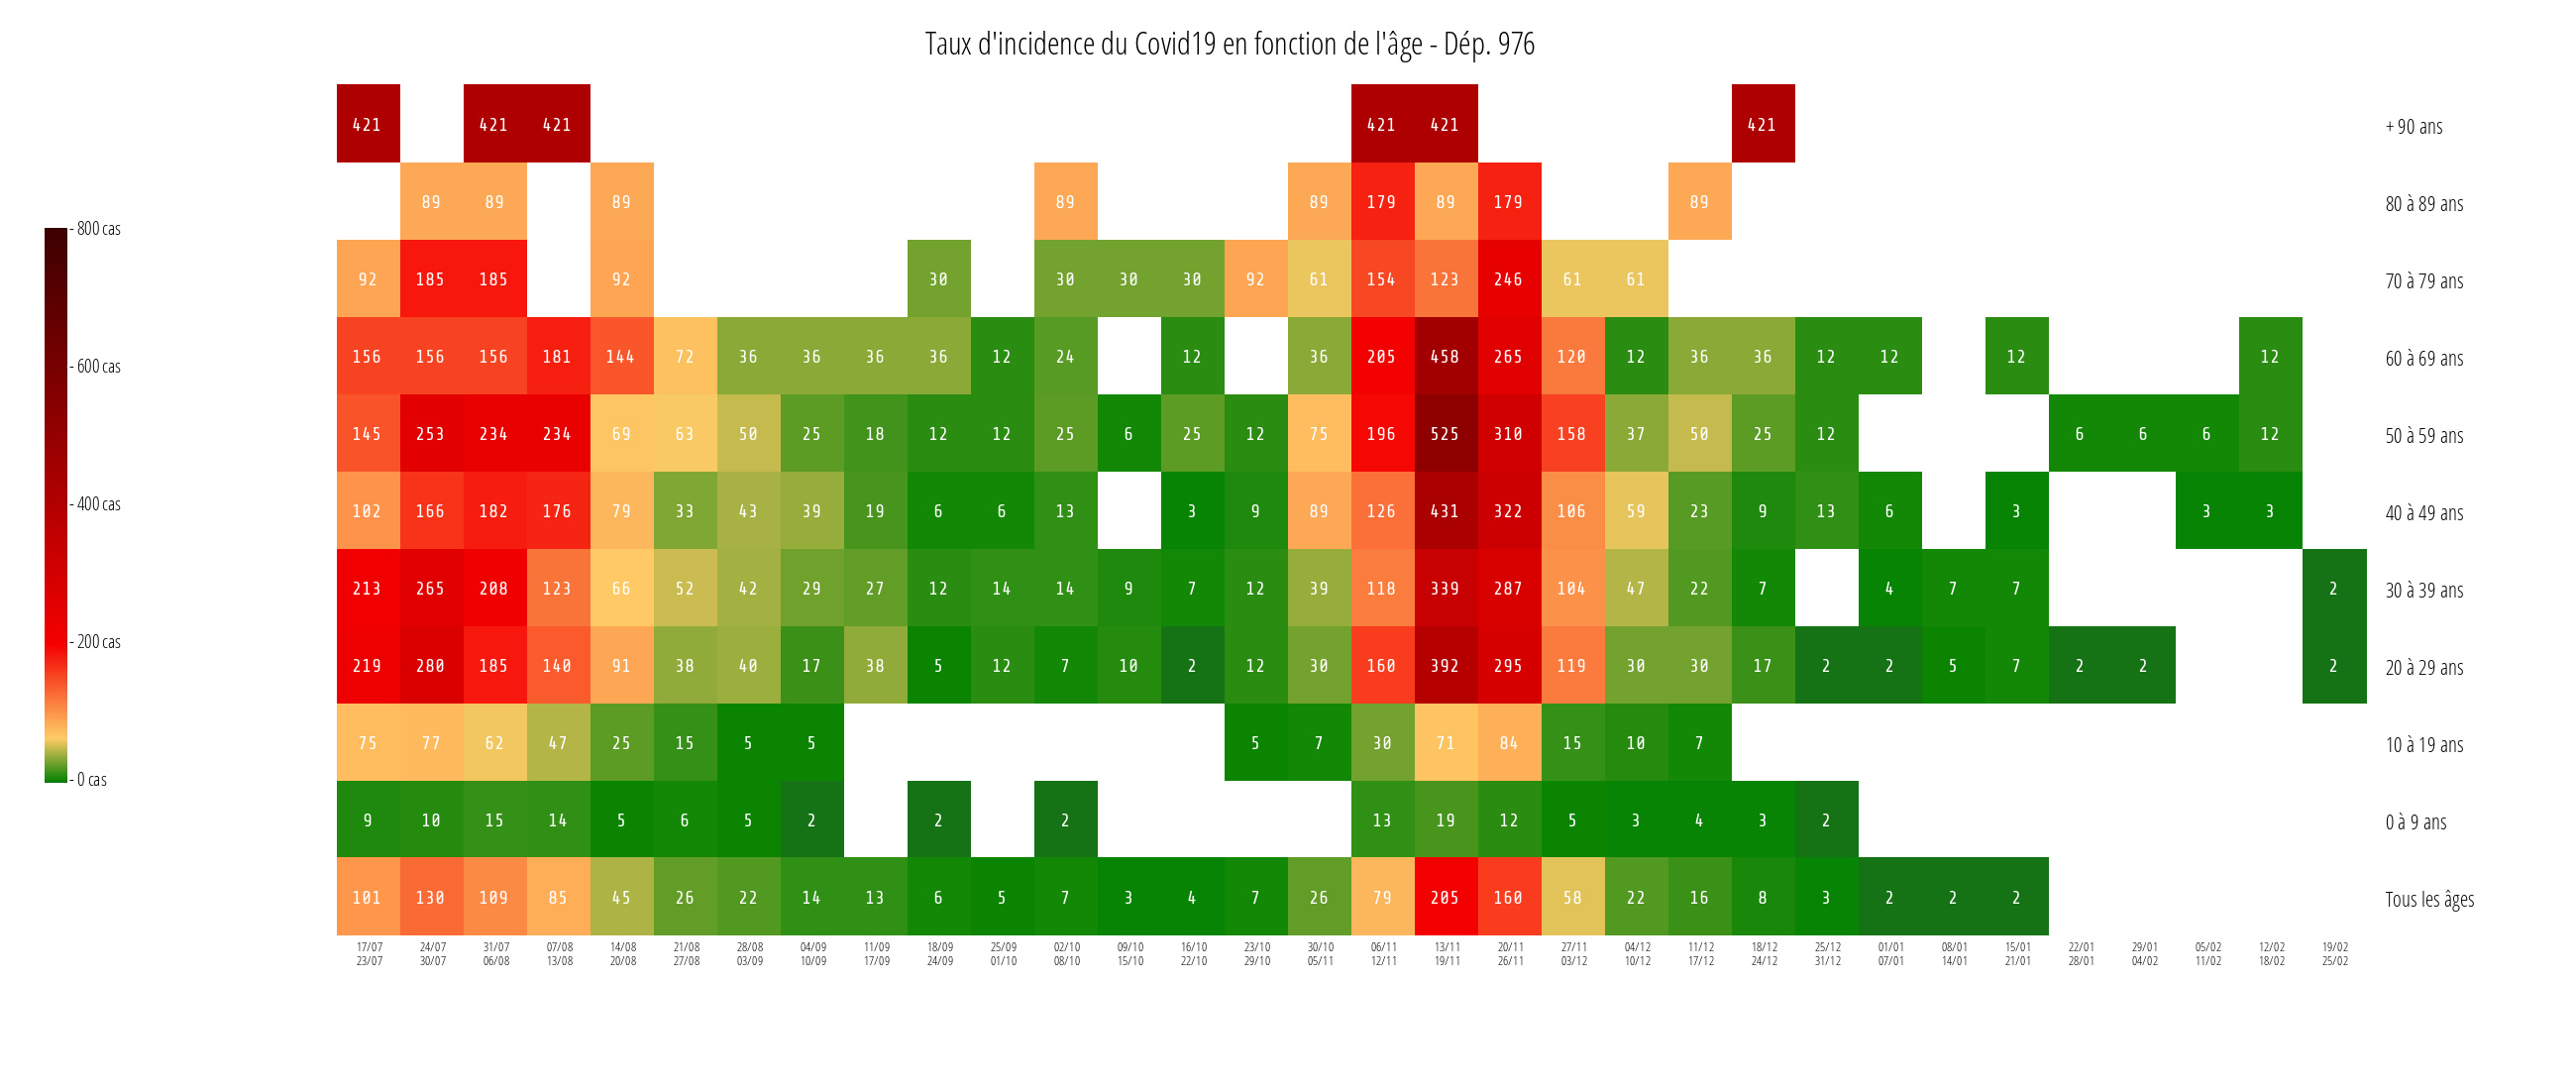 Taux d'incidence du Covid19 en fonction de l'âge - Dép. 976
- 800 cas
- 600 cas
- 400 cas
- 200 cas
- 0 cas
421 421 421 421 421 421 + 90 ans
89 89 89 89 89 179 89 179 89 80 à 89 ans
92 185 185 92 30 30 30 30 92 61 154 123 246 61 61 70 à 79 ans
156 156 156 181 144 72 36 36 36 36 12 24 12 36 205 458 265 120 12 36 36 12 12 12 12 60 à 69 ans
145 253 234 234 69 63 50 25 18 12 12 25 6 25 12 75 196 525 310 158 37 50 25 12 6 6 6 12 50 à 59 ans
102 166 182 176 79 33 43 39 19 6 6 13 3 9 89 126 431 322 106 59 23 9 13 6 3 3 3 40 à 49 ans
213 265 208 123 66 52 42 29 27 12 14 14 9 7 12 39 118 339 287 104 47 22 7 4 7 7 2 30 à 39 ans
219 280 185 140 91 38 40 17 38 5 12 7 10 2 12 30 160 392 295 119 30 30 17 2 2 5 7 2 2 2 20 à 29 ans
75 77 62 47 25 15 5 5 5 7 30 71 84 15 10 7 10 à 19 ans
9 10 15 14 5 6 5 2 2 2 13 19 12 5 3 4 3 2 0 à 9 ans
101 130 109 85 45 26 22 14 13 6 5 7 3 4 7 26 79 205 160 58 22 16 8 3 2 2 2 Tous les âges
17/07 24/07 31/07 07/08 14/08 21/08 28/08 04/09 11/09 18/09 25/09 02/10 09/10 16/10 23/10 30/10 06/11 13/11 20/11 27/11 04/12 11/12 18/12 25/12 01/01 08/01 15/01 22/01 29/01 05/02 12/02 19/02
23/07 30/07 06/08 13/08 20/08 27/08 03/09 10/09 17/09 24/09 01/10 08/10 15/10 22/10 29/10 05/11 12/11 19/11 26/11 03/12 10/12 17/12 24/12 31/12 07/01 14/01 21/01 28/01 04/02 11/02 18/02 25/02